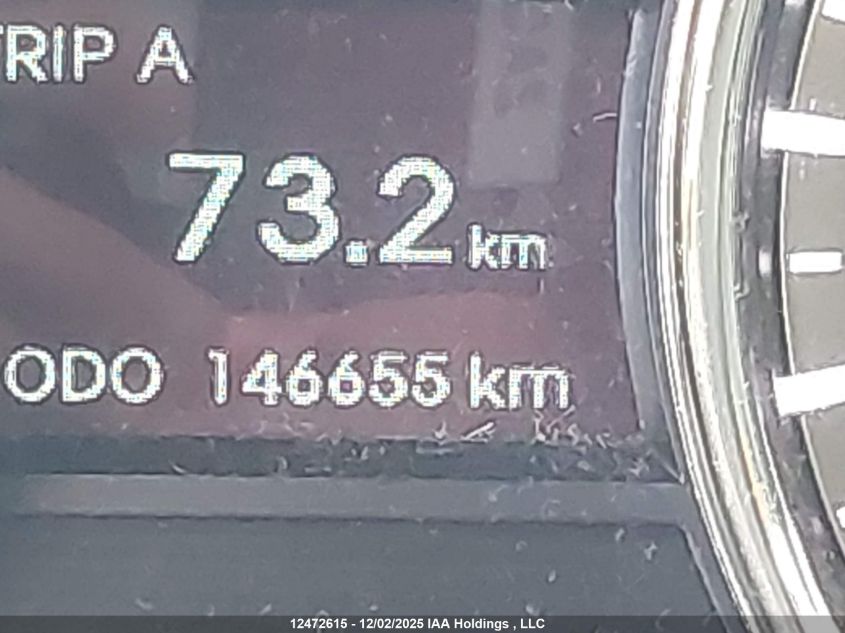 TRIP A
73.2 km
ODO 146655 km
12472615 - 12/02/2025 IAA Holdings , LLC